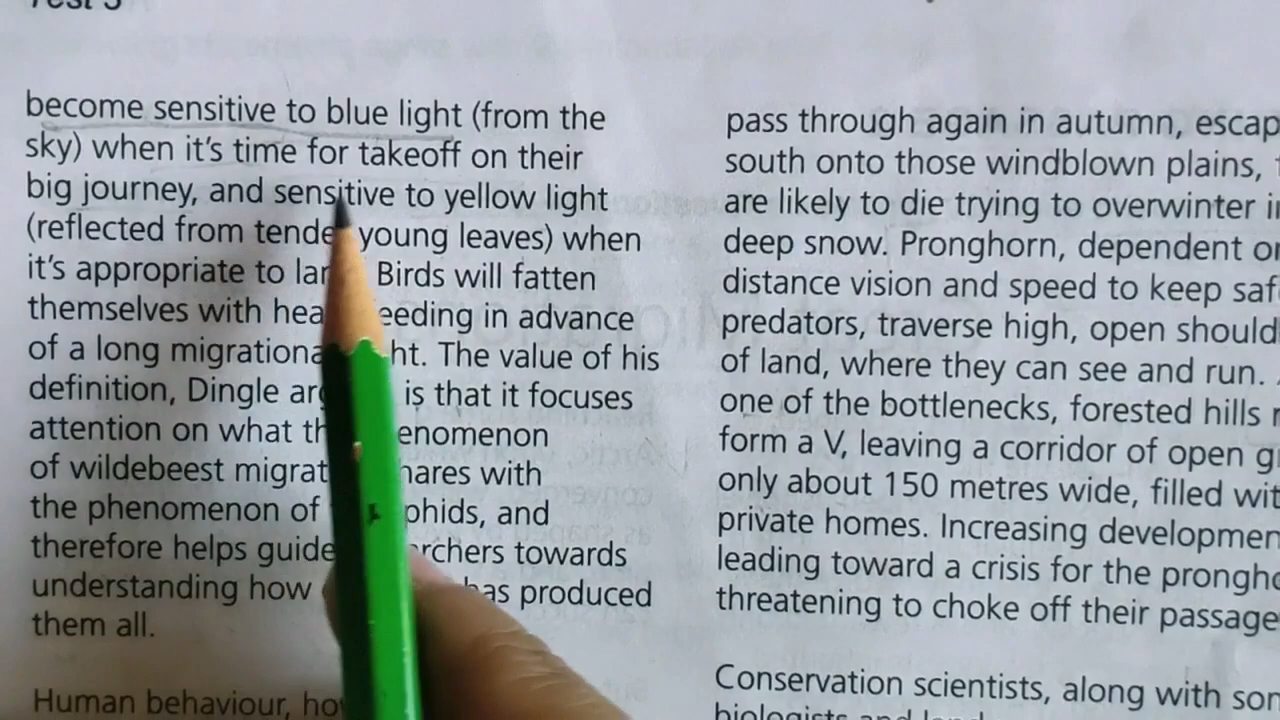 Test 3
become sensitive to blue light (from the
sky) when it's time for takeoff on their
big journey, and sensitive to yellow light
(reflected from tende young leaves) when
it's appropriate to lan Birds will fatten
themselves with hea eeding in advance
of a long migrationa ht. The value of his
definition, Dingle arg is that it focuses
attention on what th enomenon
of wildebeest migrat hares with
the phenomenon of phids, and
therefore helps guide rchers towards
understanding how has produced
them all.
Human behaviour, ho
pass through again in autumn, escap
south onto those windblown plains,
are likely to die trying to overwinter i
deep snow. Pronghorn, dependent o
distance vision and speed to keep saf
predators, traverse high, open should
of land, where they can see and run.
one of the bottlenecks, forested hills
form a V, leaving a corridor of open g
only about 150 metres wide, filled wit
private homes. Increasing developmen
leading toward a crisis for the prongho
threatening to choke off their passage
Conservation scientists, along with som
biologists and land